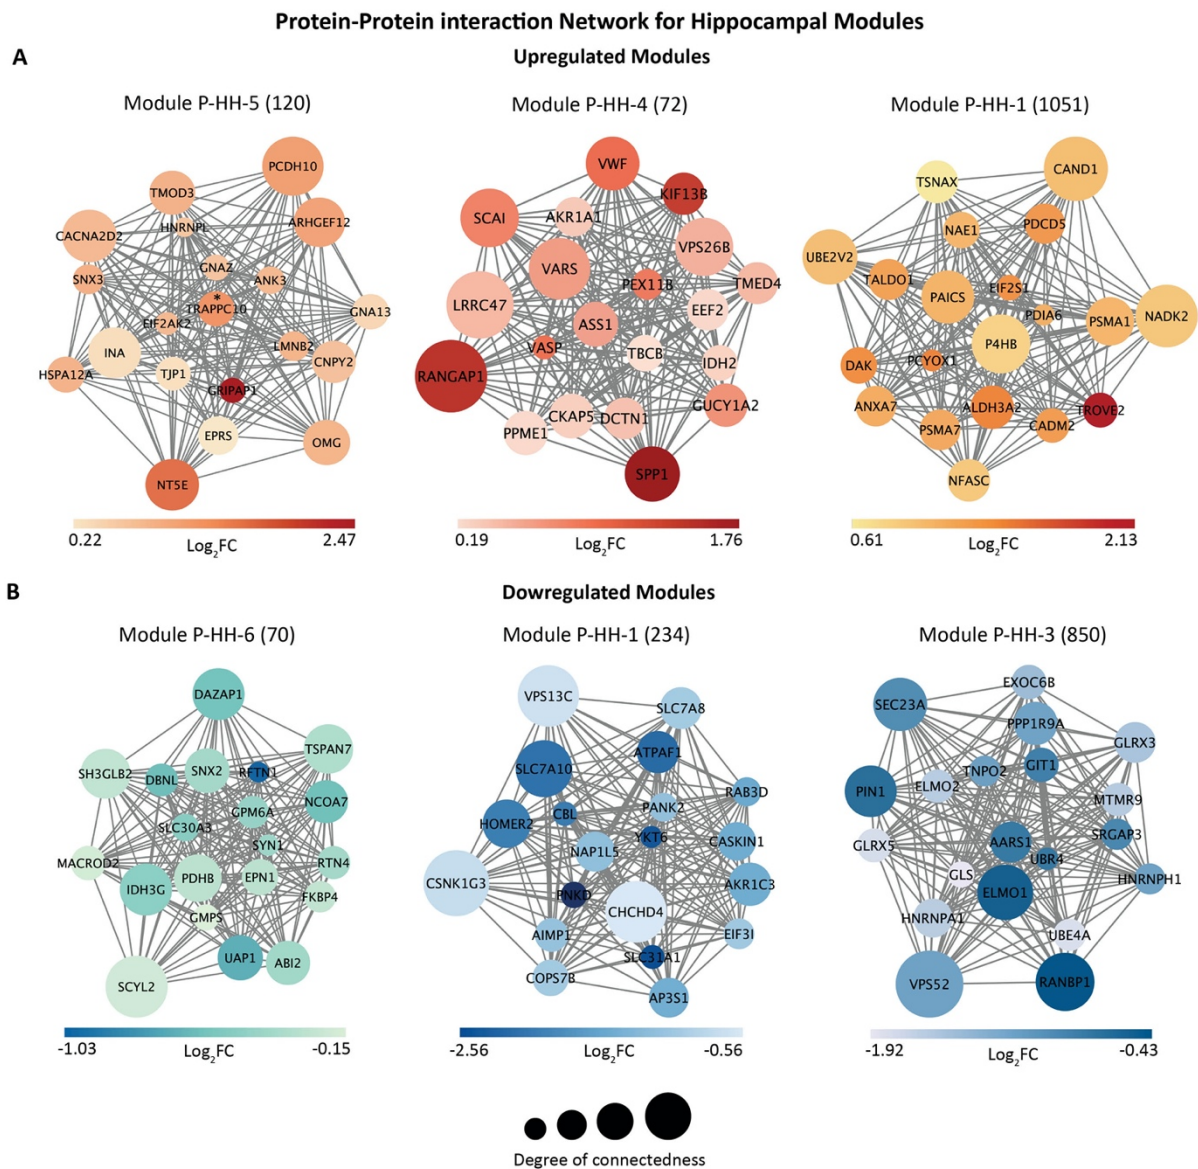 Protein-Protein interaction Network for Hippocampal Modules
A
Upregulated Modules
Module P-HH-5 (120)
PCDH10
TMOD3
HNRNPL
ARHGEF12
CACNA2D2
GNAZ
SNX3
ANK3
*
TRAPPC10
GNA13
EIF2AK2
LMNB2
INA
CNPY2
HSPA12A
TJP1
GRIPAP1
EPRS
OMG
NT5E
0.22
Log2FC
2.47
Module P-HH-4 (72)
VWF
KIF13B
SCAI
AKR1A1
VPS26B
VARS
PEX11B
TMED4
LRRC47
EEF2
ASS1
VASP
TBCB
IDH2
RANGAP1
GUCY1A2
CKAP5
DCTN1
PPME1
SPP1
0.19
Log2FC
1.76
Module P-HH-1 (1051)
CAND1
TSNAX
NAE1
PDCD5
UBE2V2
TALDO1
EIF2S1
PAICS
PDIA6
PSMA1
NADK2
P4HB
PCYOX1
DAK
ANXA7
ALDH3A2
TROVE2
PSMA7
CADM2
NFASC
0.61
Log2FC
2.13
B
Dowregulated Modules
Module P-HH-6 (70)
DAZAP1
TSPAN7
SH3GLB2
DBNL
SNX2
RFTN1
NCOA7
GPM6A
SLC30A3
SYN1
MACROD2
RTN4
IDH3G
PDHB
EPN1
FKBP4
GMPS
UAP1
ABI2
SCYL2
-1.03
Log2FC
-0.15
Module P-HH-1 (234)
VPS13C
SLC7A8
ATPAF1
SLC7A10
RAB3D
PANK2
CBL
HOMER2
YKT6
CASKIN1
NAP1L5
CSNK1G3
AKR1C3
PNKD
CHCHD4
AIMP1
EIF3I
SLC31A1
COPS7B
AP3S1
-2.56
Log2FC
-0.56
Module P-HH-3 (850)
EXOC6B
SEC23A
PPP1R9A
GLRX3
GIT1
TNPO2
PIN1
ELMO2
MTMR9
SRGAP3
GLRX5
AARS1
UBR4
GLS
HNRNPH1
ELMO1
HNRNPA1
UBE4A
VPS52
RANBP1
-1.92
Log2FC
-0.43
Degree of connectedness